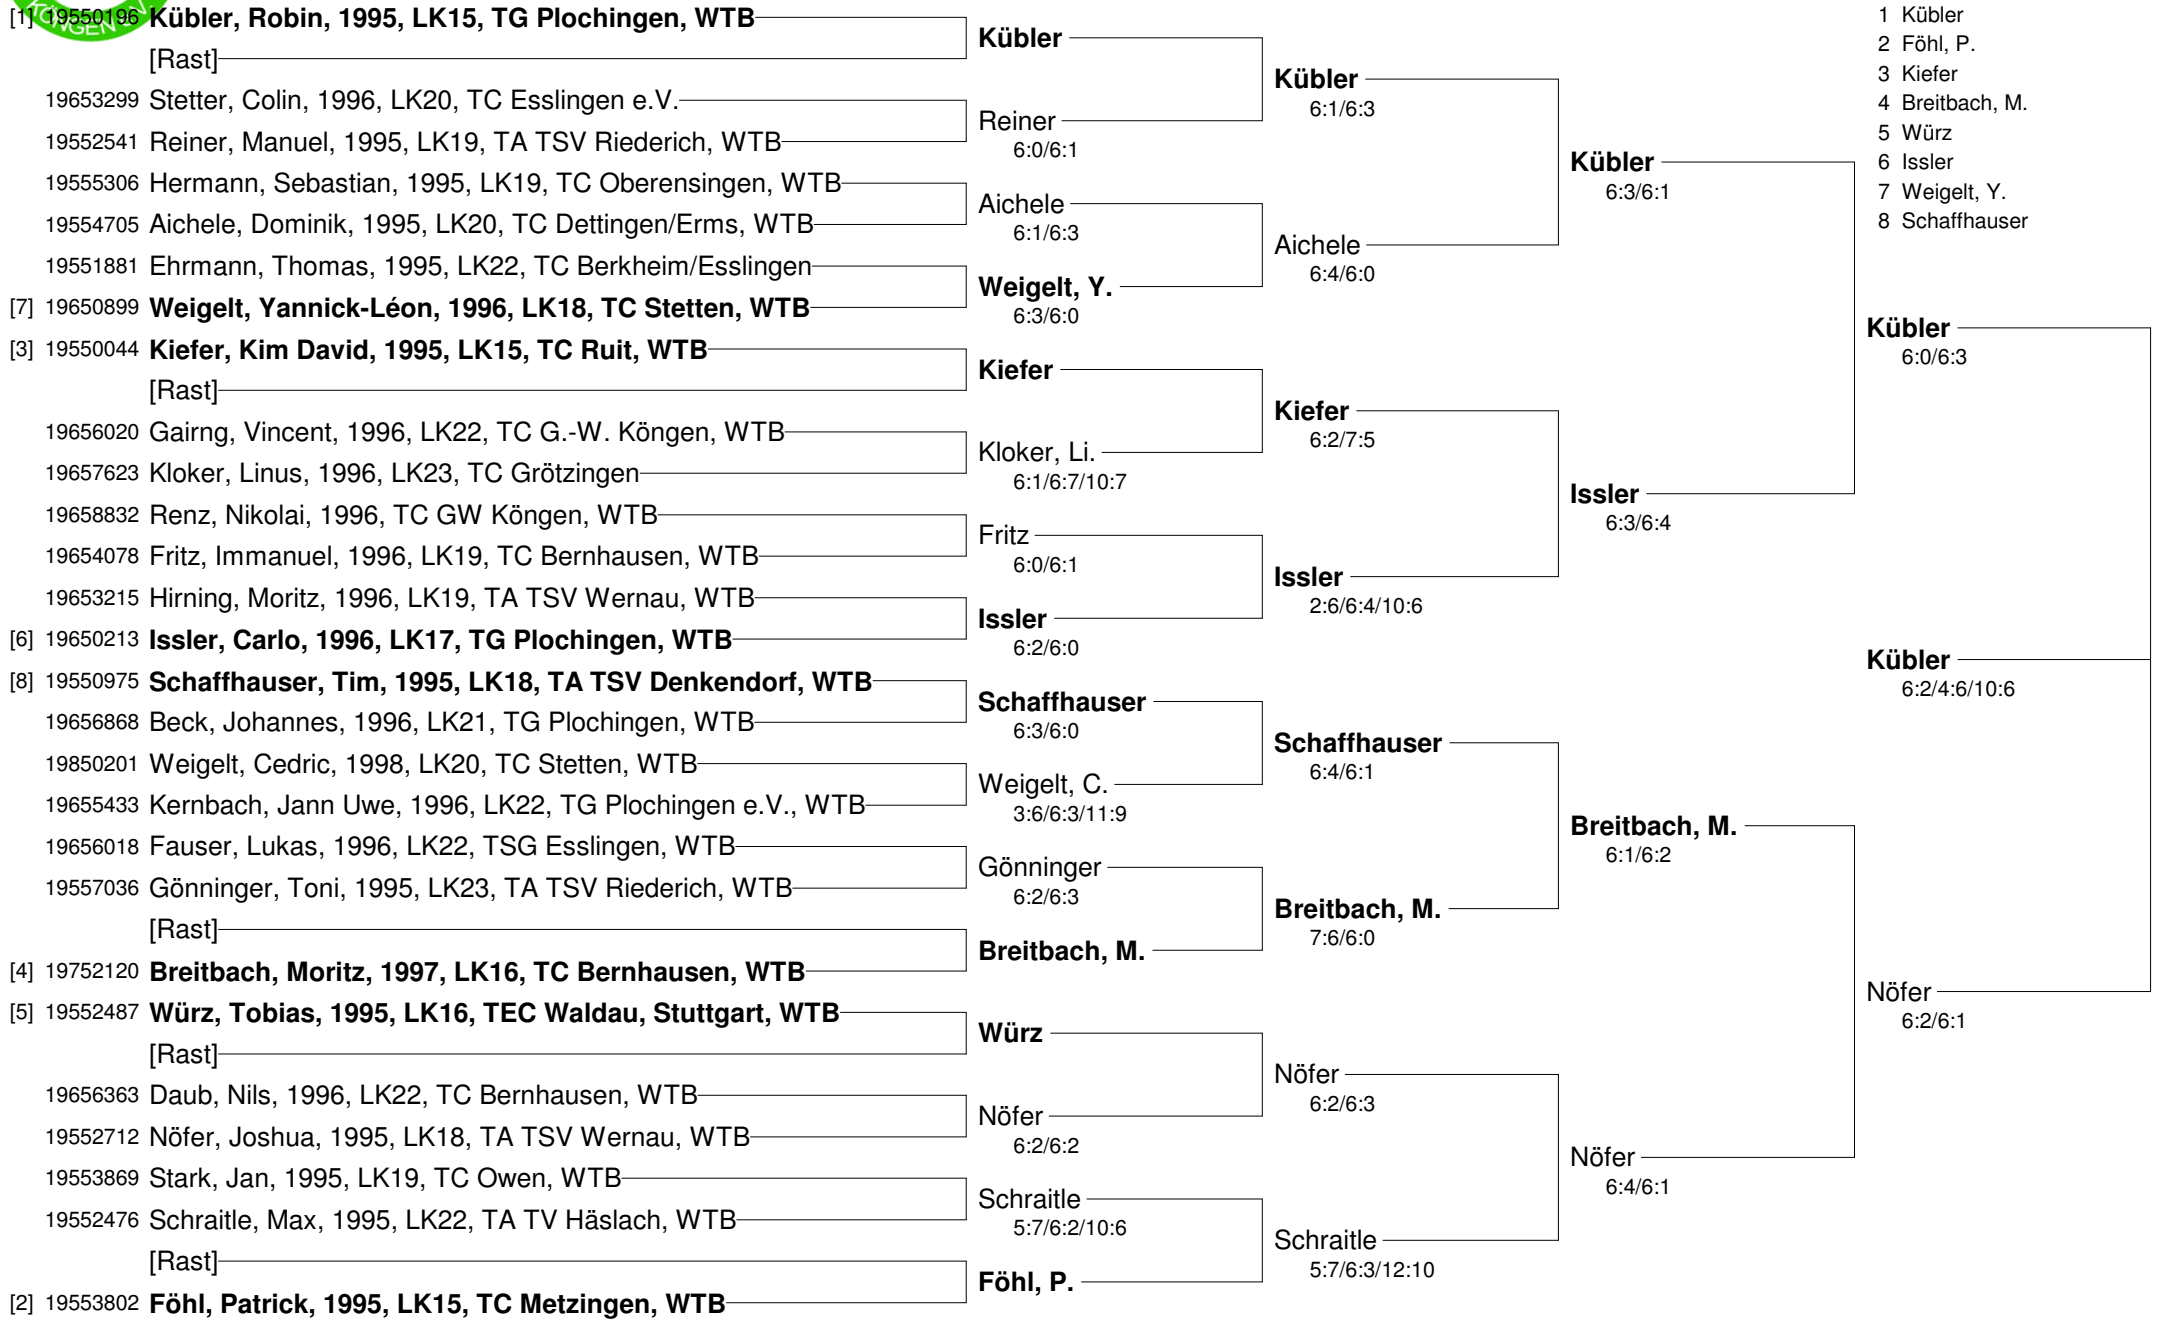 KÖNGEN
[1] 19550196 Kübler, Robin, 1995, LK15, TG Plochingen, WTB
[Rast]
19653299 Stetter, Colin, 1996, LK20, TC Esslingen e.V.
19552541 Reiner, Manuel, 1995, LK19, TA TSV Riederich, WTB
19555306 Hermann, Sebastian, 1995, LK19, TC Oberensingen, WTB
19554705 Aichele, Dominik, 1995, LK20, TC Dettingen/Erms, WTB
19551881 Ehrmann, Thomas, 1995, LK22, TC Berkheim/Esslingen
[7] 19650899 Weigelt, Yannick-Léon, 1996, LK18, TC Stetten, WTB
[3] 19550044 Kiefer, Kim David, 1995, LK15, TC Ruit, WTB
[Rast]
19656020 Gairng, Vincent, 1996, LK22, TC G.-W. Köngen, WTB
19657623 Kloker, Linus, 1996, LK23, TC Grötzingen
19658832 Renz, Nikolai, 1996, TC GW Köngen, WTB
19654078 Fritz, Immanuel, 1996, LK19, TC Bernhausen, WTB
19653215 Hirning, Moritz, 1996, LK19, TA TSV Wernau, WTB
[6] 19650213 Issler, Carlo, 1996, LK17, TG Plochingen, WTB
[8] 19550975 Schaffhauser, Tim, 1995, LK18, TA TSV Denkendorf, WTB
19656868 Beck, Johannes, 1996, LK21, TG Plochingen, WTB
19850201 Weigelt, Cedric, 1998, LK20, TC Stetten, WTB
19655433 Kernbach, Jann Uwe, 1996, LK22, TG Plochingen e.V., WTB
19656018 Fauser, Lukas, 1996, LK22, TSG Esslingen, WTB
19557036 Gönninger, Toni, 1995, LK23, TA TSV Riederich, WTB
[Rast]
[4] 19752120 Breitbach, Moritz, 1997, LK16, TC Bernhausen, WTB
[5] 19552487 Würz, Tobias, 1995, LK16, TEC Waldau, Stuttgart, WTB
[Rast]
19656363 Daub, Nils, 1996, LK22, TC Bernhausen, WTB
19552712 Nöfer, Joshua, 1995, LK18, TA TSV Wernau, WTB
19553869 Stark, Jan, 1995, LK19, TC Owen, WTB
19552476 Schraitle, Max, 1995, LK22, TA TV Häslach, WTB
[Rast]
[2] 19553802 Föhl, Patrick, 1995, LK15, TC Metzingen, WTB
Kübler
Reiner
6:0/6:1
Aichele
6:1/6:3
Weigelt, Y.
6:3/6:0
Kiefer
Kloker, Li.
6:1/6:7/10:7
Fritz
6:0/6:1
Issler
6:2/6:0
Schaffhauser
6:3/6:0
Weigelt, C.
3:6/6:3/11:9
Gönninger
6:2/6:3
Breitbach, M.
Würz
Nöfer
6:2/6:2
Schraitle
5:7/6:2/10:6
Föhl, P.
Kübler
6:1/6:3
Aichele
6:4/6:0
Kiefer
6:2/7:5
Issler
2:6/6:4/10:6
Schaffhauser
6:4/6:1
Breitbach, M.
7:6/6:0
Nöfer
6:2/6:3
Schraitle
5:7/6:3/12:10
Kübler
6:3/6:1
Issler
6:3/6:4
Breitbach, M.
6:1/6:2
Nöfer
6:4/6:1
Kübler
6:0/6:3
Kübler
6:2/4:6/10:6
Nöfer
6:2/6:1
1 Kübler
2 Föhl, P.
3 Kiefer
4 Breitbach, M.
5 Würz
6 Issler
7 Weigelt, Y.
8 Schaffhauser